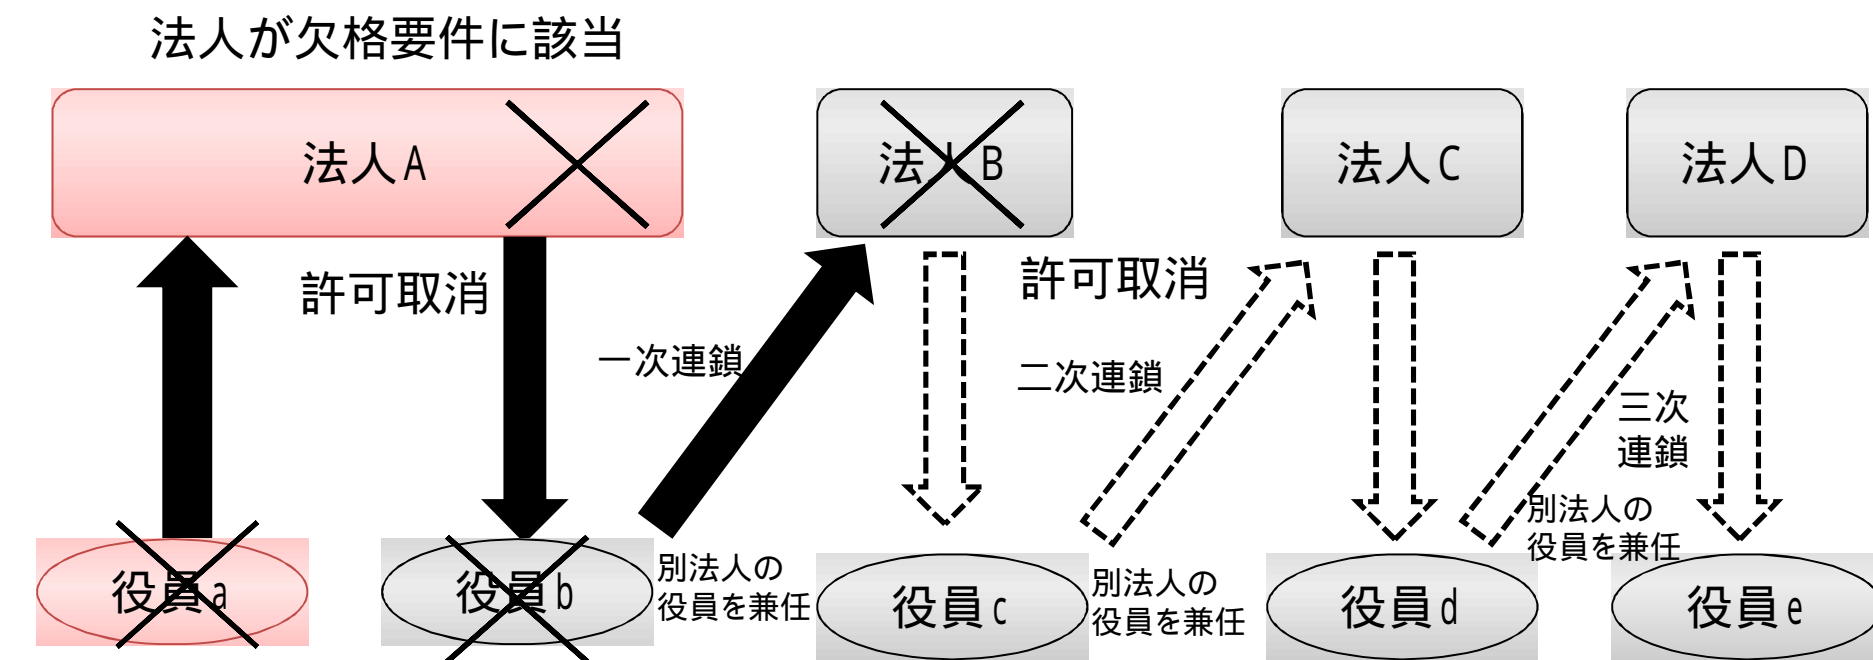 法人が欠格要件に該当
法人A
法人B
法人C
法人D
許可取消
許可取消
一次連鎖
二次連鎖
三次
連鎖
別法人の
役員を兼任
別法人の
役員を兼任
別法人の
役員を兼任
役員a
役員b
役員c
役員d
役員e